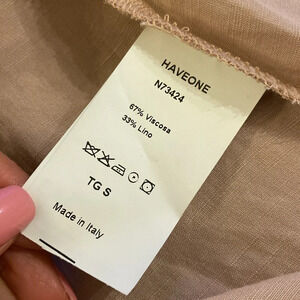 HAVEONE
N73424
67% Viscosa
33% Lino
TG S
Made in Italy